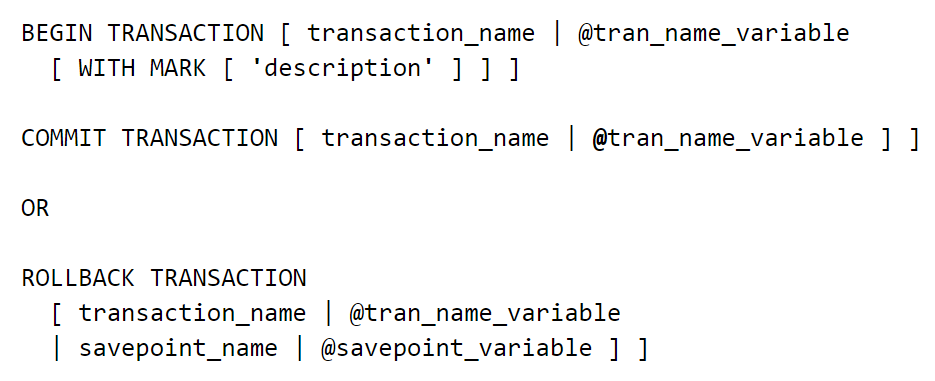 BEGIN TRANSACTION [ transaction_name | @tran_name_variable
[ WITH MARK [ 'description' ] ] ]
COMMIT TRANSACTION [ transaction_name | @tran_name_variable ] ]
OR
ROLLBACK TRANSACTION
[ transaction_name | @tran_name_variable
| savepoint_name | @savepoint_variable ] ]